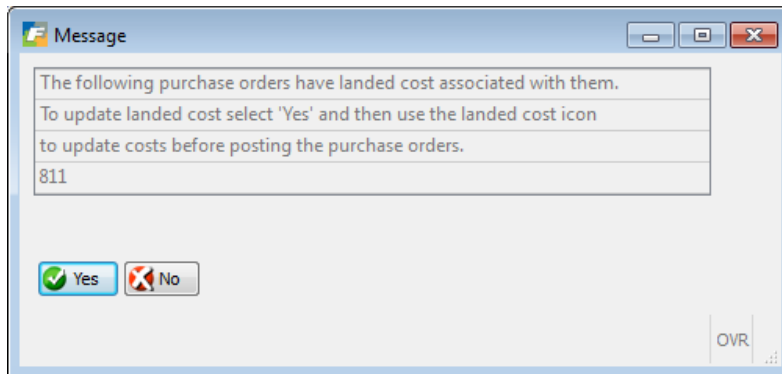 Message
The following purchase orders have landed cost associated with them.
To update landed cost select 'Yes' and then use the landed cost icon
to update costs before posting the purchase orders.
811
Yes No
OVR